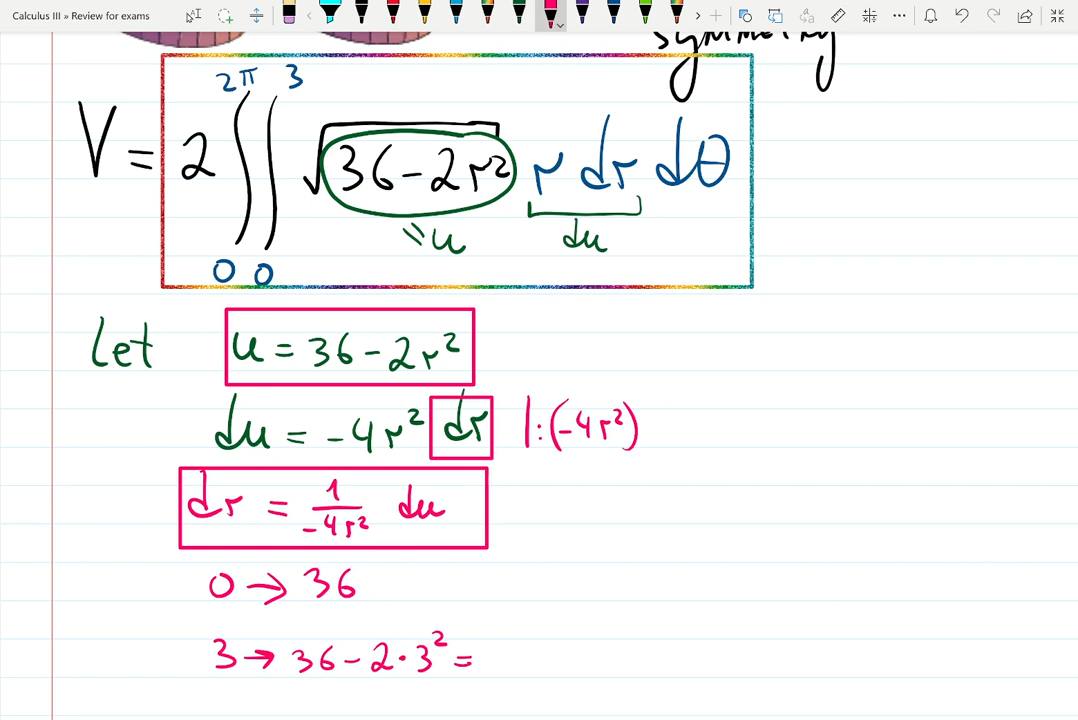 Calculus III » Review for exams
symmetry
2π 3
V = 2 ∫∫ √36-2r² r dr dθ
0 0
=u du
Let u = 36-2r²
du = -4r² dr |:(-4r²)
dr = 1/-4r² du
0 → 36
3 → 36-2·3² =